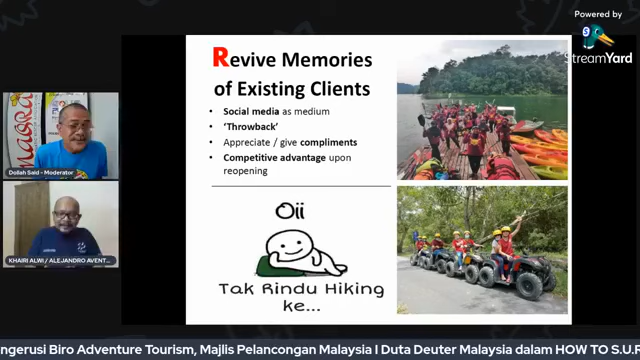 Powered by
StreamYard
Revive Memories
of Existing Clients
• Social media as medium
• 'Throwback'
• Appreciate / give compliments
• Competitive advantage upon
reopening
Dollah Said - Moderator
KHAIRI ALWI / ALEJANDRO AVENT...
Oii
Tak Rindu Hiking
ke...
ngerusi Biro Adventure Tourism, Majlis Pelancongan Malaysia I Duta Deuter Malaysia dalam HOW TO S.U.R